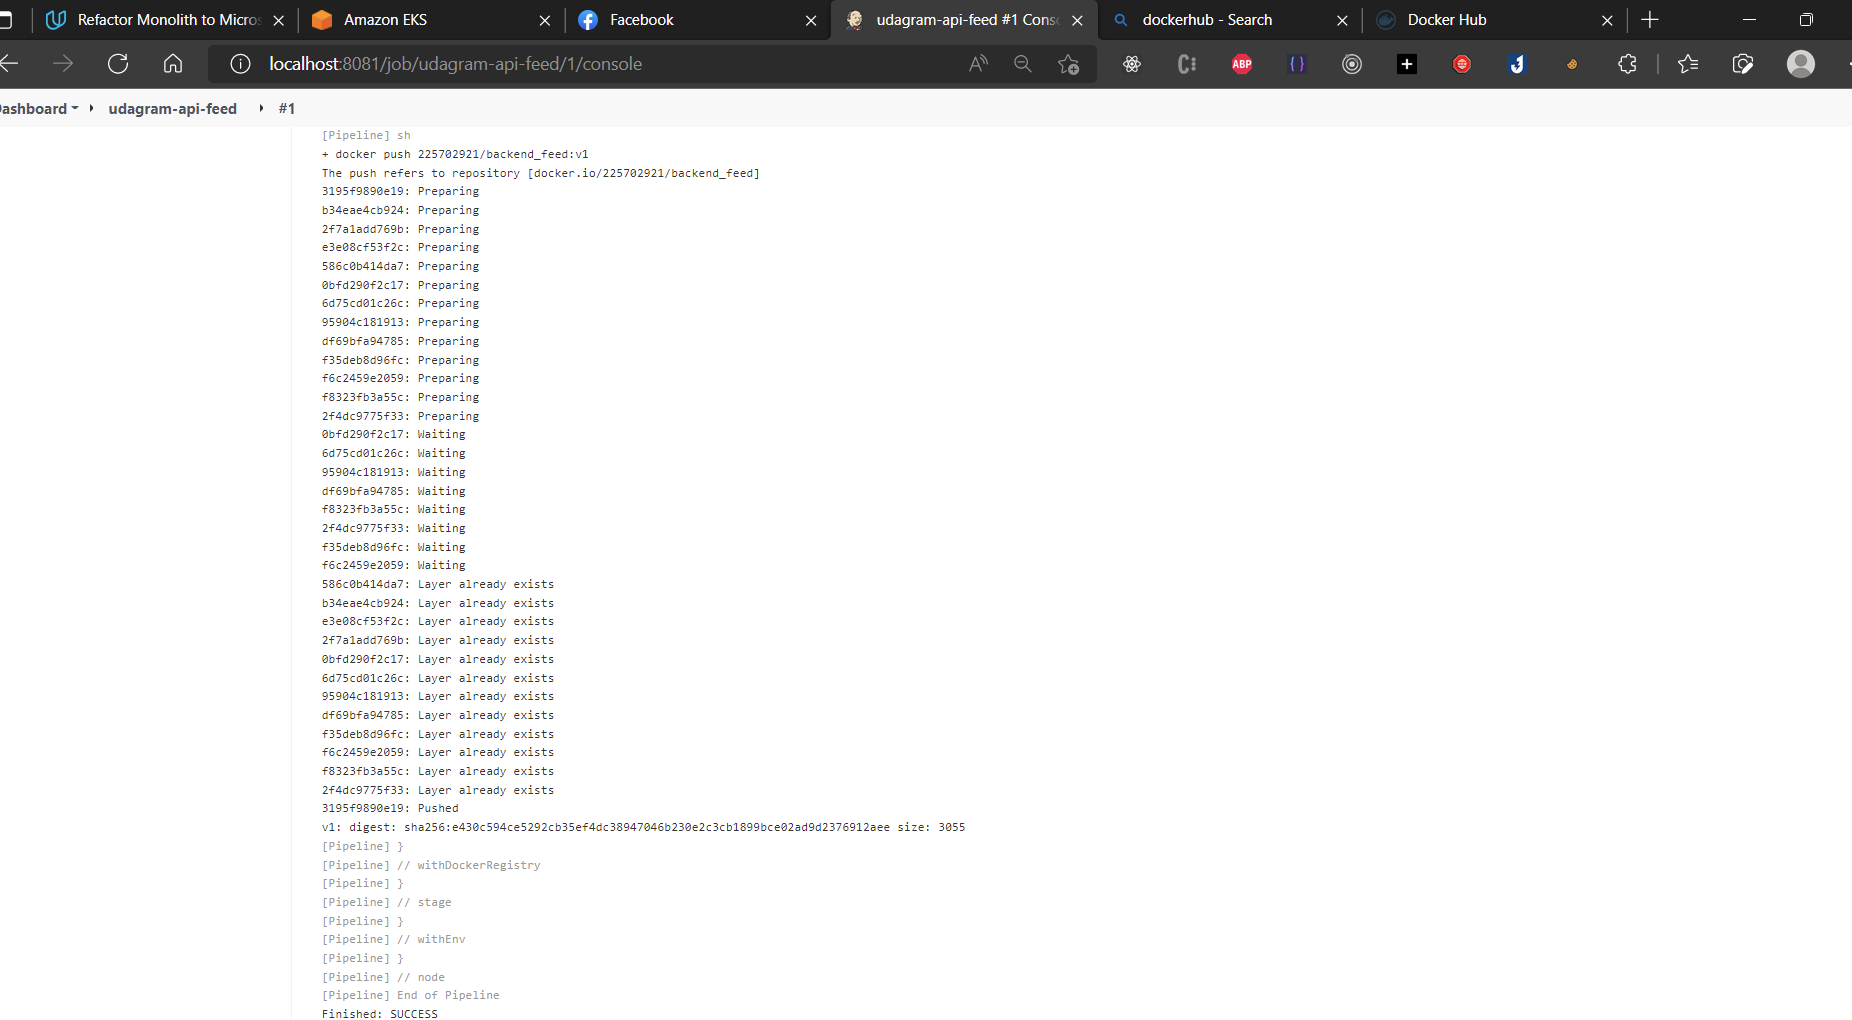 Refactor Monolith to Micros
Amazon EKS
Facebook
udagram-api-feed #1 Conso
dockerhub - Search
Docker Hub
localhost:8081/job/udagram-api-feed/1/console
ABP
ashboard
udagram-api-feed
#1
[Pipeline] sh
+ docker push 225702921/backend_feed:v1
The push refers to repository [docker.io/225702921/backend_feed]
3195f9890e19: Preparing
b34eae4cb924: Preparing
2f7a1add769b: Preparing
e3e08cf53f2c: Preparing
586c0b414da7: Preparing
0bfd290f2c17: Preparing
6d75cd01c26c: Preparing
95904c181913: Preparing
df69bfa94785: Preparing
f35deb8d96fc: Preparing
f6c2459e2059: Preparing
f8323fb3a55c: Preparing
2f4dc9775f33: Preparing
0bfd290f2c17: Waiting
6d75cd01c26c: Waiting
95904c181913: Waiting
df69bfa94785: Waiting
f8323fb3a55c: Waiting
2f4dc9775f33: Waiting
f35deb8d96fc: Waiting
f6c2459e2059: Waiting
586c0b414da7: Layer already exists
b34eae4cb924: Layer already exists
e3e08cf53f2c: Layer already exists
2f7a1add769b: Layer already exists
0bfd290f2c17: Layer already exists
6d75cd01c26c: Layer already exists
95904c181913: Layer already exists
df69bfa94785: Layer already exists
f35deb8d96fc: Layer already exists
f6c2459e2059: Layer already exists
f8323fb3a55c: Layer already exists
2f4dc9775f33: Layer already exists
3195f9890e19: Pushed
v1: digest: sha256:e430c594ce5292cb35ef4dc38947046b230e2c3cb1899bce02ad9d2376912aee size: 3055
[Pipeline] }
[Pipeline] // withDockerRegistry
[Pipeline] }
[Pipeline] // stage
[Pipeline] }
[Pipeline] // withEnv
[Pipeline] }
[Pipeline] // node
[Pipeline] End of Pipeline
Finished: SUCCESS